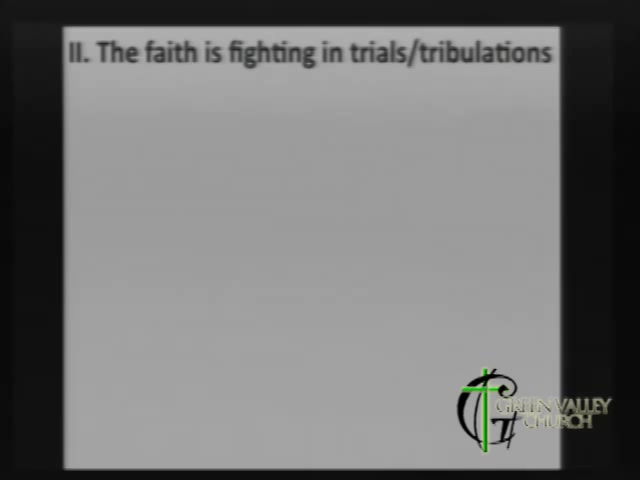 II. The faith is fighting in trials/tribulations
GREEN VALLEY
CHURCH